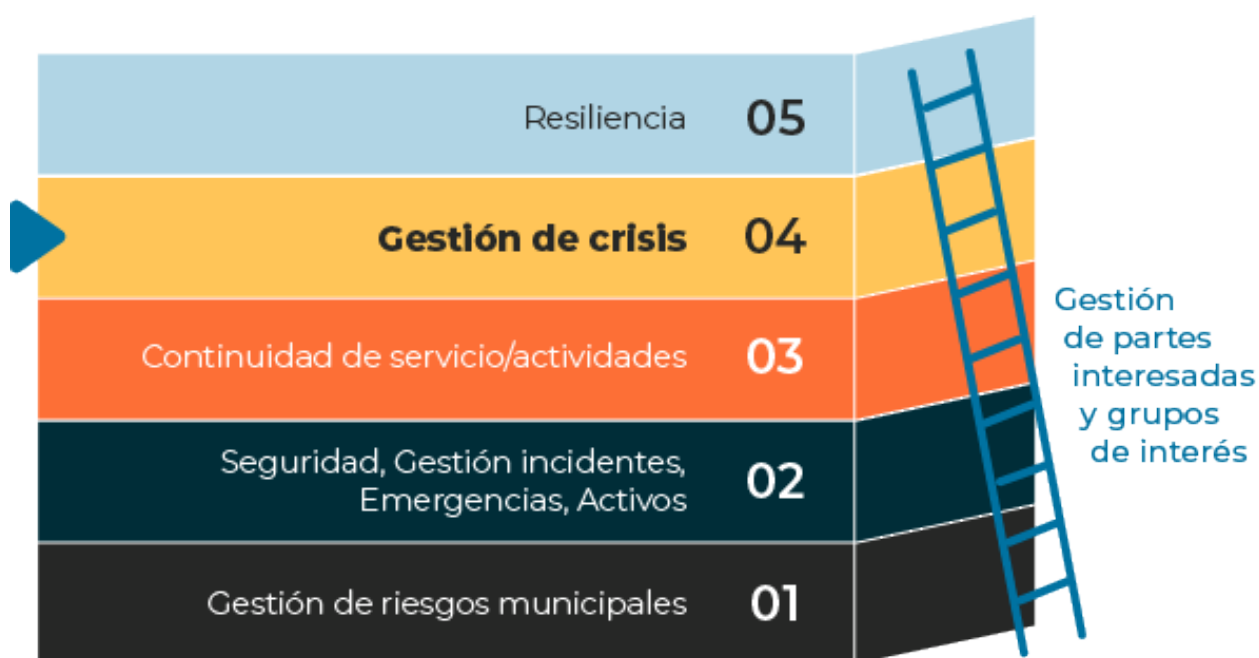 Resiliencia 05
Gestión de crisis 04
Continuidad de servicio/actividades 03
Seguridad, Gestión incidentes,
Emergencias, Activos 02
Gestión de riesgos municipales 01
Gestión
de partes
interesadas
y grupos
de interés